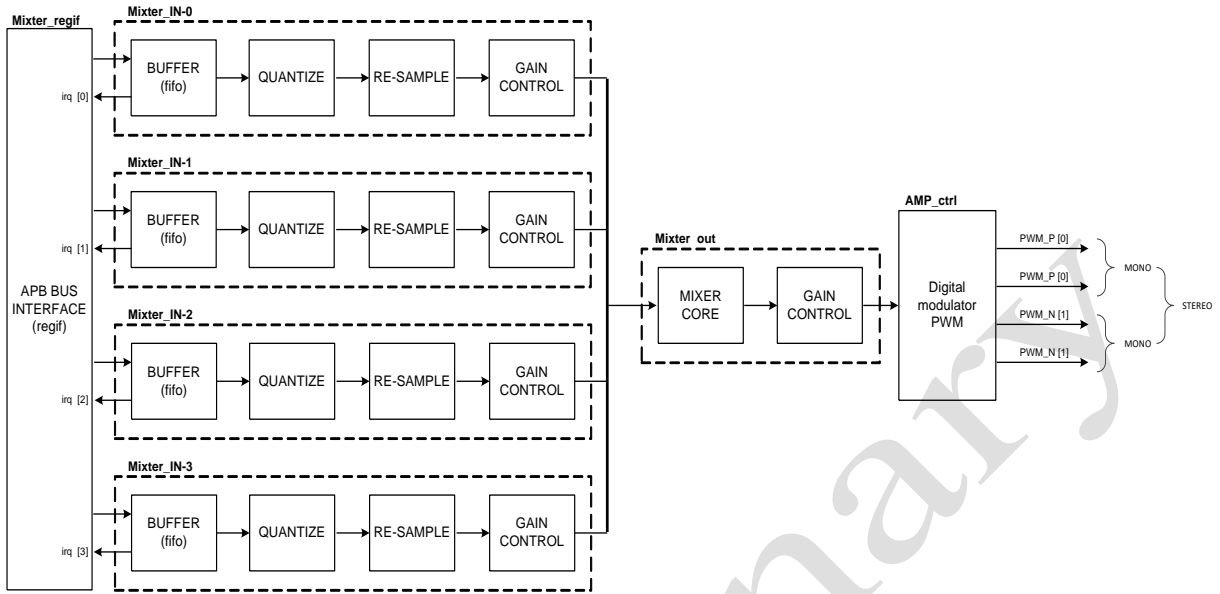 Mixter_regif
APB BUS
INTERFACE
(regif)
Mixter_IN-0
irq [0]
BUFFER
(fifo)
QUANTIZE
RE-SAMPLE
GAIN
CONTROL
Mixter_IN-1
irq [1]
BUFFER
(fifo)
QUANTIZE
RE-SAMPLE
GAIN
CONTROL
Mixter_IN-2
irq [2]
BUFFER
(fifo)
QUANTIZE
RE-SAMPLE
GAIN
CONTROL
Mixter_IN-3
irq [3]
BUFFER
(fifo)
QUANTIZE
RE-SAMPLE
GAIN
CONTROL
Mixter_out
MIXER
CORE
GAIN
CONTROL
AMP_ctrl
Digital
modulator
PWM
PWM_P [0]
PWM_P [0]
PWM_N [1]
PWM_N [1]
MONO
MONO
STEREO
nary